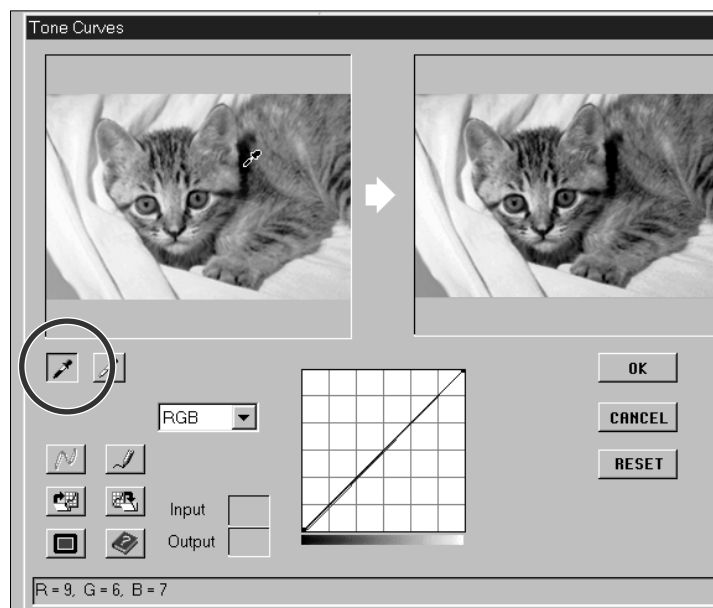 Tone Curves
OK
RGB
CANCEL
RESET
Input
Output
R = 9, G = 6, B = 7